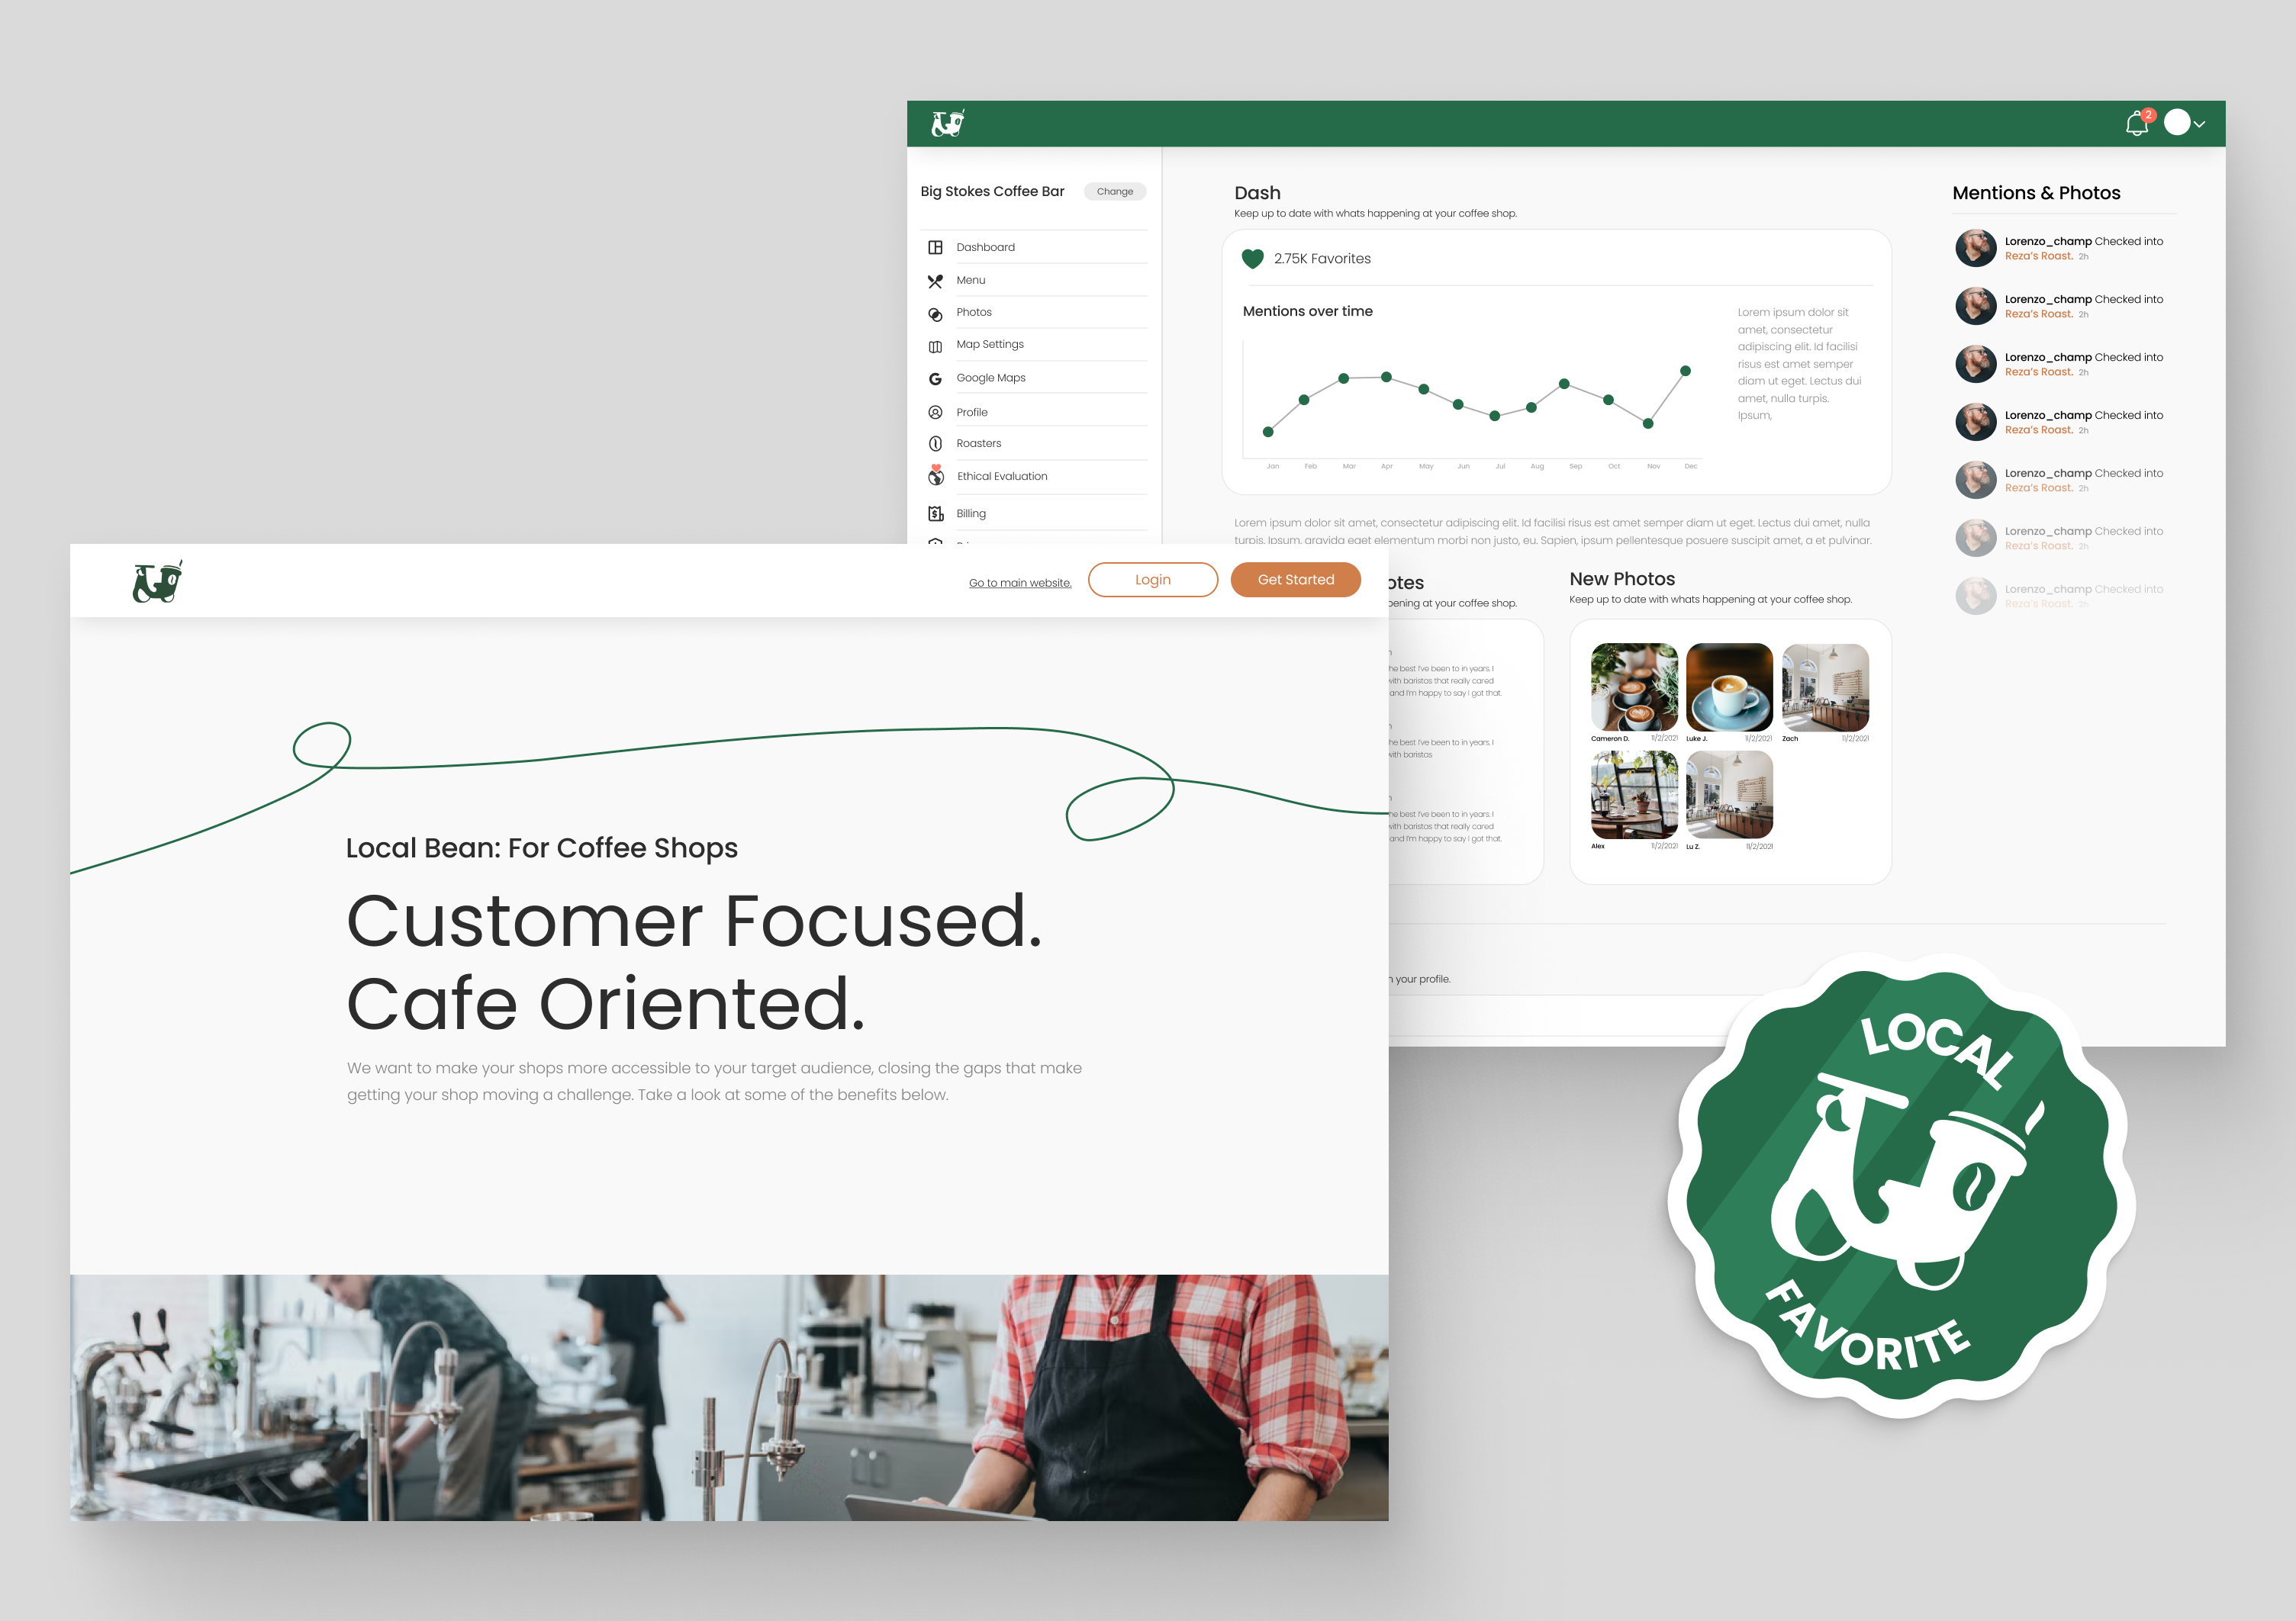 2
Big Stokes Coffee Bar
Change
Dashboard
Menu
Photos
Map Settings
Google Maps
Profile
Roasters
Ethical Evaluation
Billing
Dash
Keep up to date with whats happening at your coffee shop.
2.75K Favorites
Mentions over time
Jan Feb Mar Apr May Jun Jul Aug Sep Oct Nov Dec
Lorem ipsum dolor sit
amet, consectetur
adipiscing elit. Id facilisi
risus est amet semper
diam ut eget. Lectus dui
amet, nulla turpis.
Ipsum,
Lorem ipsum dolor sit amet, consectetur adipiscing elit. Id facilisi risus est amet semper diam ut eget. Lectus dui amet, nulla
turpis. Ipsum, gravida eget elementum morbi non justo, eu. Sapien, ipsum pellentesque posuere suscipit amet, a et pulvinar.
Mentions & Photos
Lorenzo_champ Checked into
Reza's Roast. 2h
Lorenzo_champ Checked into
Reza's Roast. 2h
Lorenzo_champ Checked into
Reza's Roast. 2h
Lorenzo_champ Checked into
Reza's Roast. 2h
Lorenzo_champ Checked into
Reza's Roast. 2h
Lorenzo_champ Checked into
Reza's Roast. 2h
Lorenzo_champ Checked into
Reza's Roast. 2h
at your coffee shop.
the best I've been to in years. I
with baristas that really cared
and I'm happy to say I got that.
the best I've been to in years. I
with baristas
the best I've been to in years. I
with baristas that really cared
and I'm happy to say I got that.
New Photos
Keep up to date with whats happening at your coffee shop.
Cameron D. 11/2/2021 Luke J. 11/2/2021 Zach 11/2/2021
Alex 11/2/2021 Lu Z. 11/2/2021
your profile.
Go to main website.
Login
Get Started
Local Bean: For Coffee Shops
Customer Focused.
Cafe Oriented.
We want to make your shops more accessible to your target audience, closing the gaps that make
getting your shop moving a challenge. Take a look at some of the benefits below.
LOCAL
FAVORITE